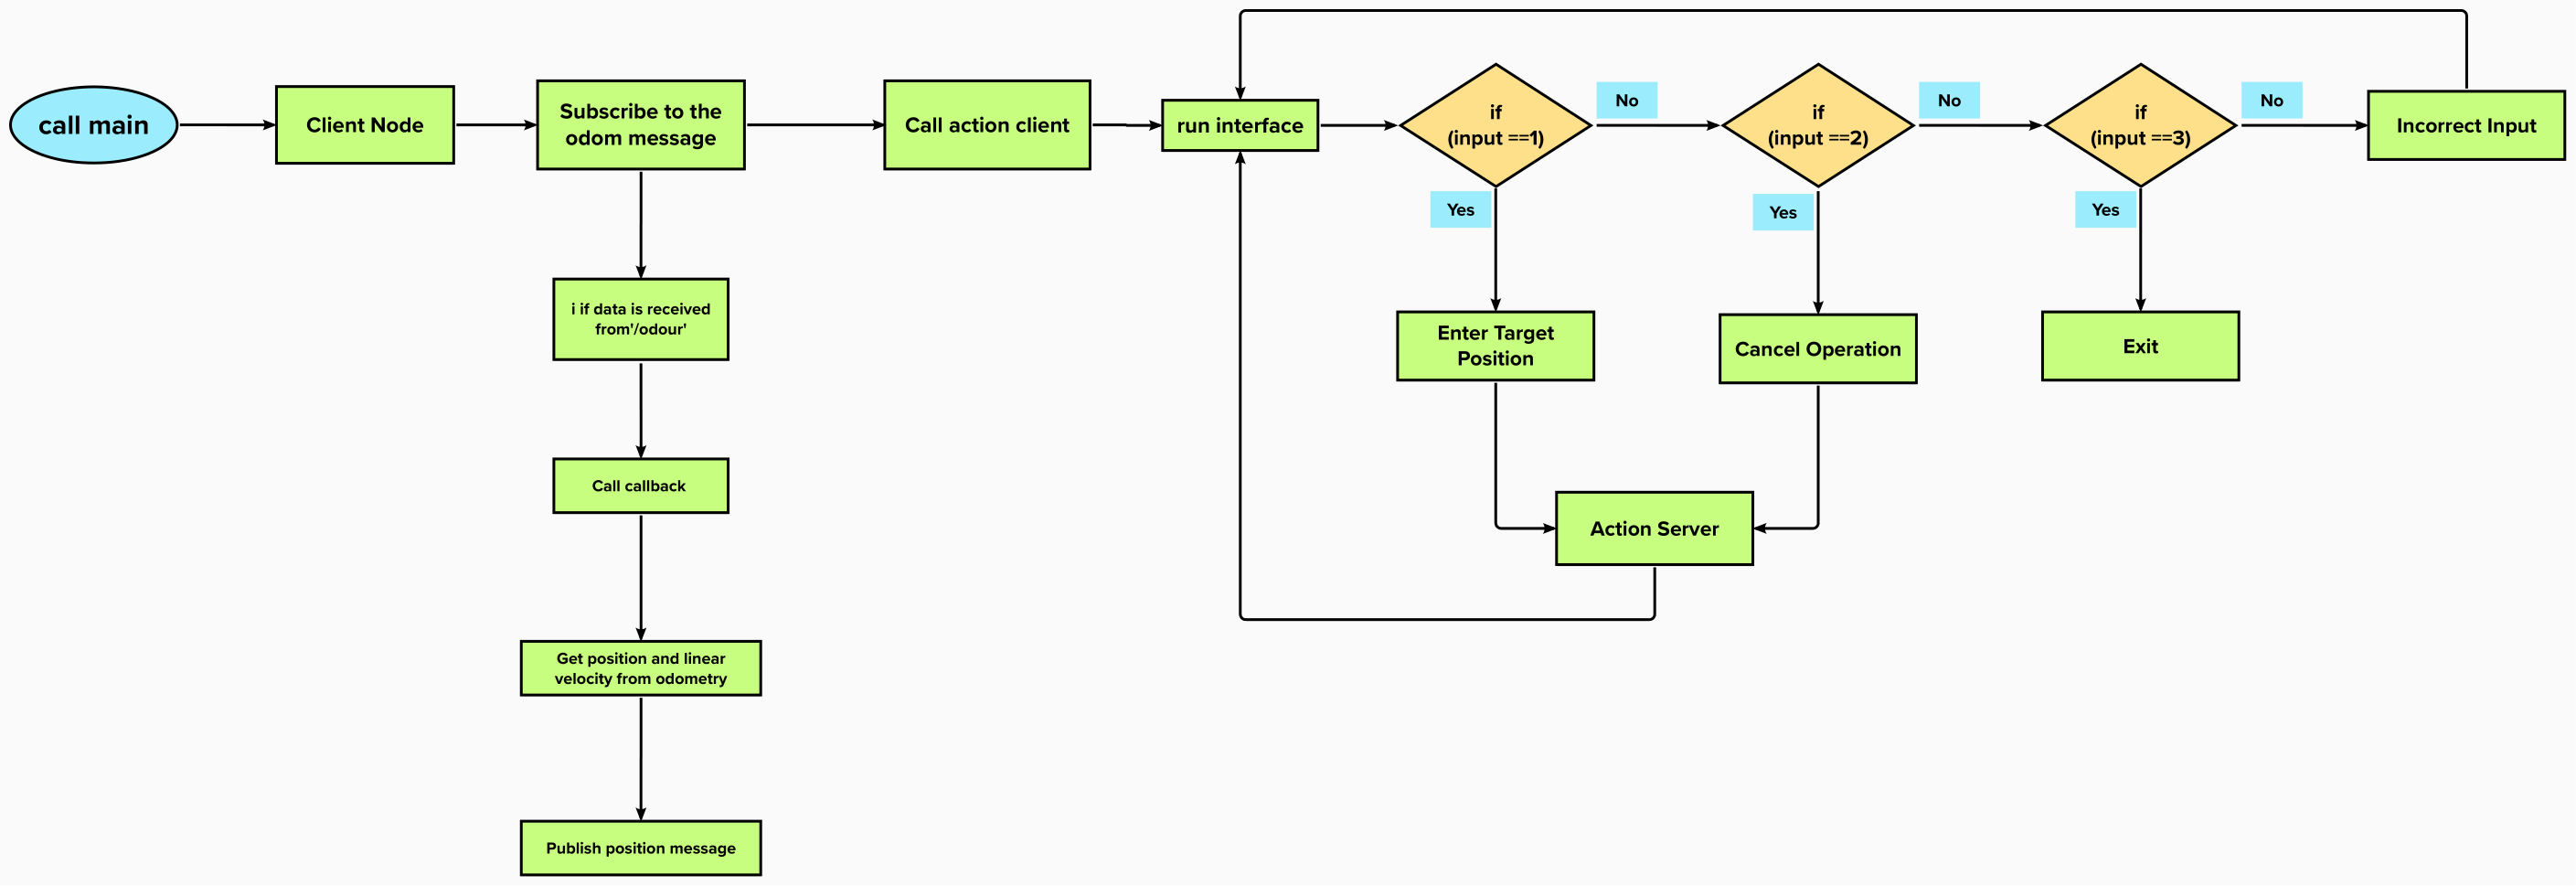 call main
Client Node
Subscribe to the
odom message
Call action client
run interface
if
(input ==1)
No
if
(input ==2)
No
if
(input ==3)
No
Incorrect Input
Yes
Yes
Yes
i if data is received
from'/odour'
Enter Target
Position
Cancel Operation
Exit
Call callback
Action Server
Get position and linear
velocity from odometry
Publish position message